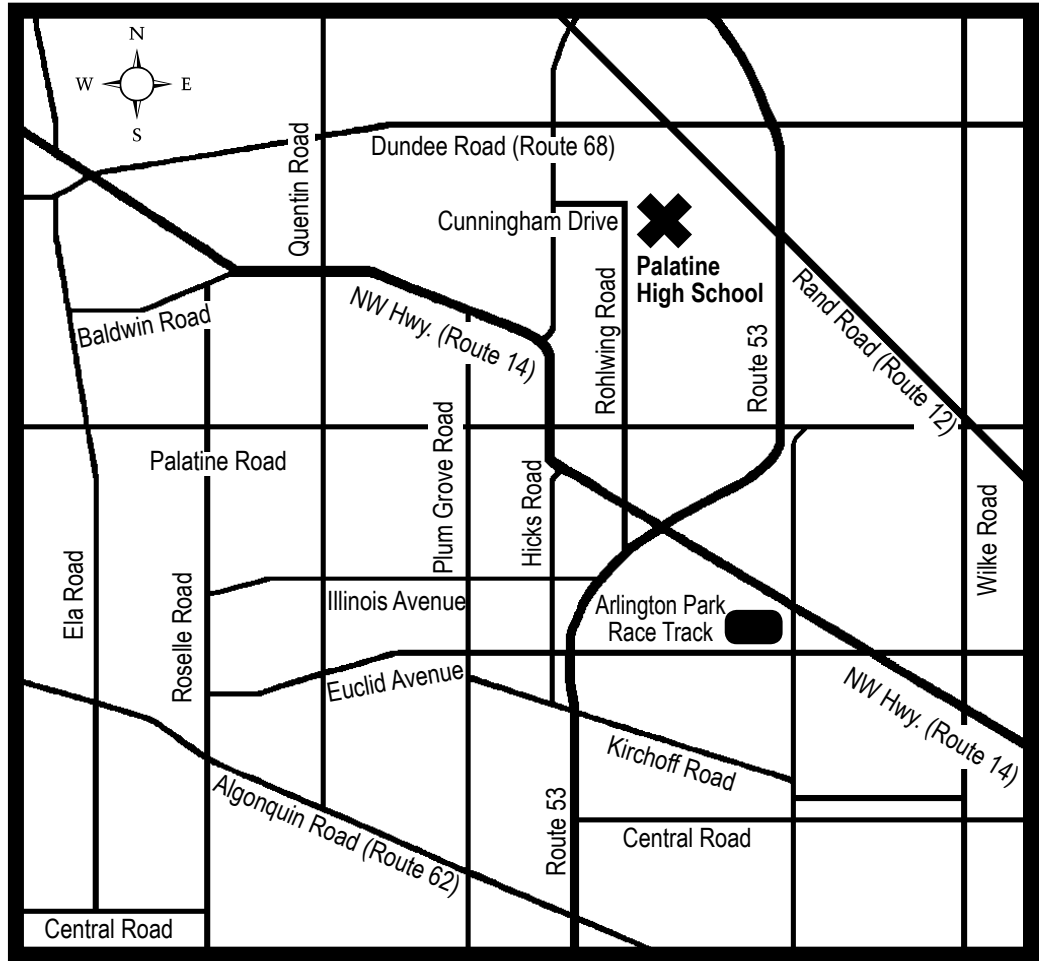 N
W
E
S
Dundee Road (Route 68)
Quentin Road
Cunningham Drive
Palatine
High School
Baldwin Road
NW Hwy. (Route 14)
Rohlwing Road
Route 53
Rand Road (Route 12)
Palatine Road
Plum Grove Road
Hicks Road
Wilke Road
Ela Road
Roselle Road
Illinois Avenue
Arlington Park
Race Track
Euclid Avenue
NW Hwy. (Route 14)
Kirchoff Road
Algonquin Road (Route 62)
Route 53
Central Road
Central Road